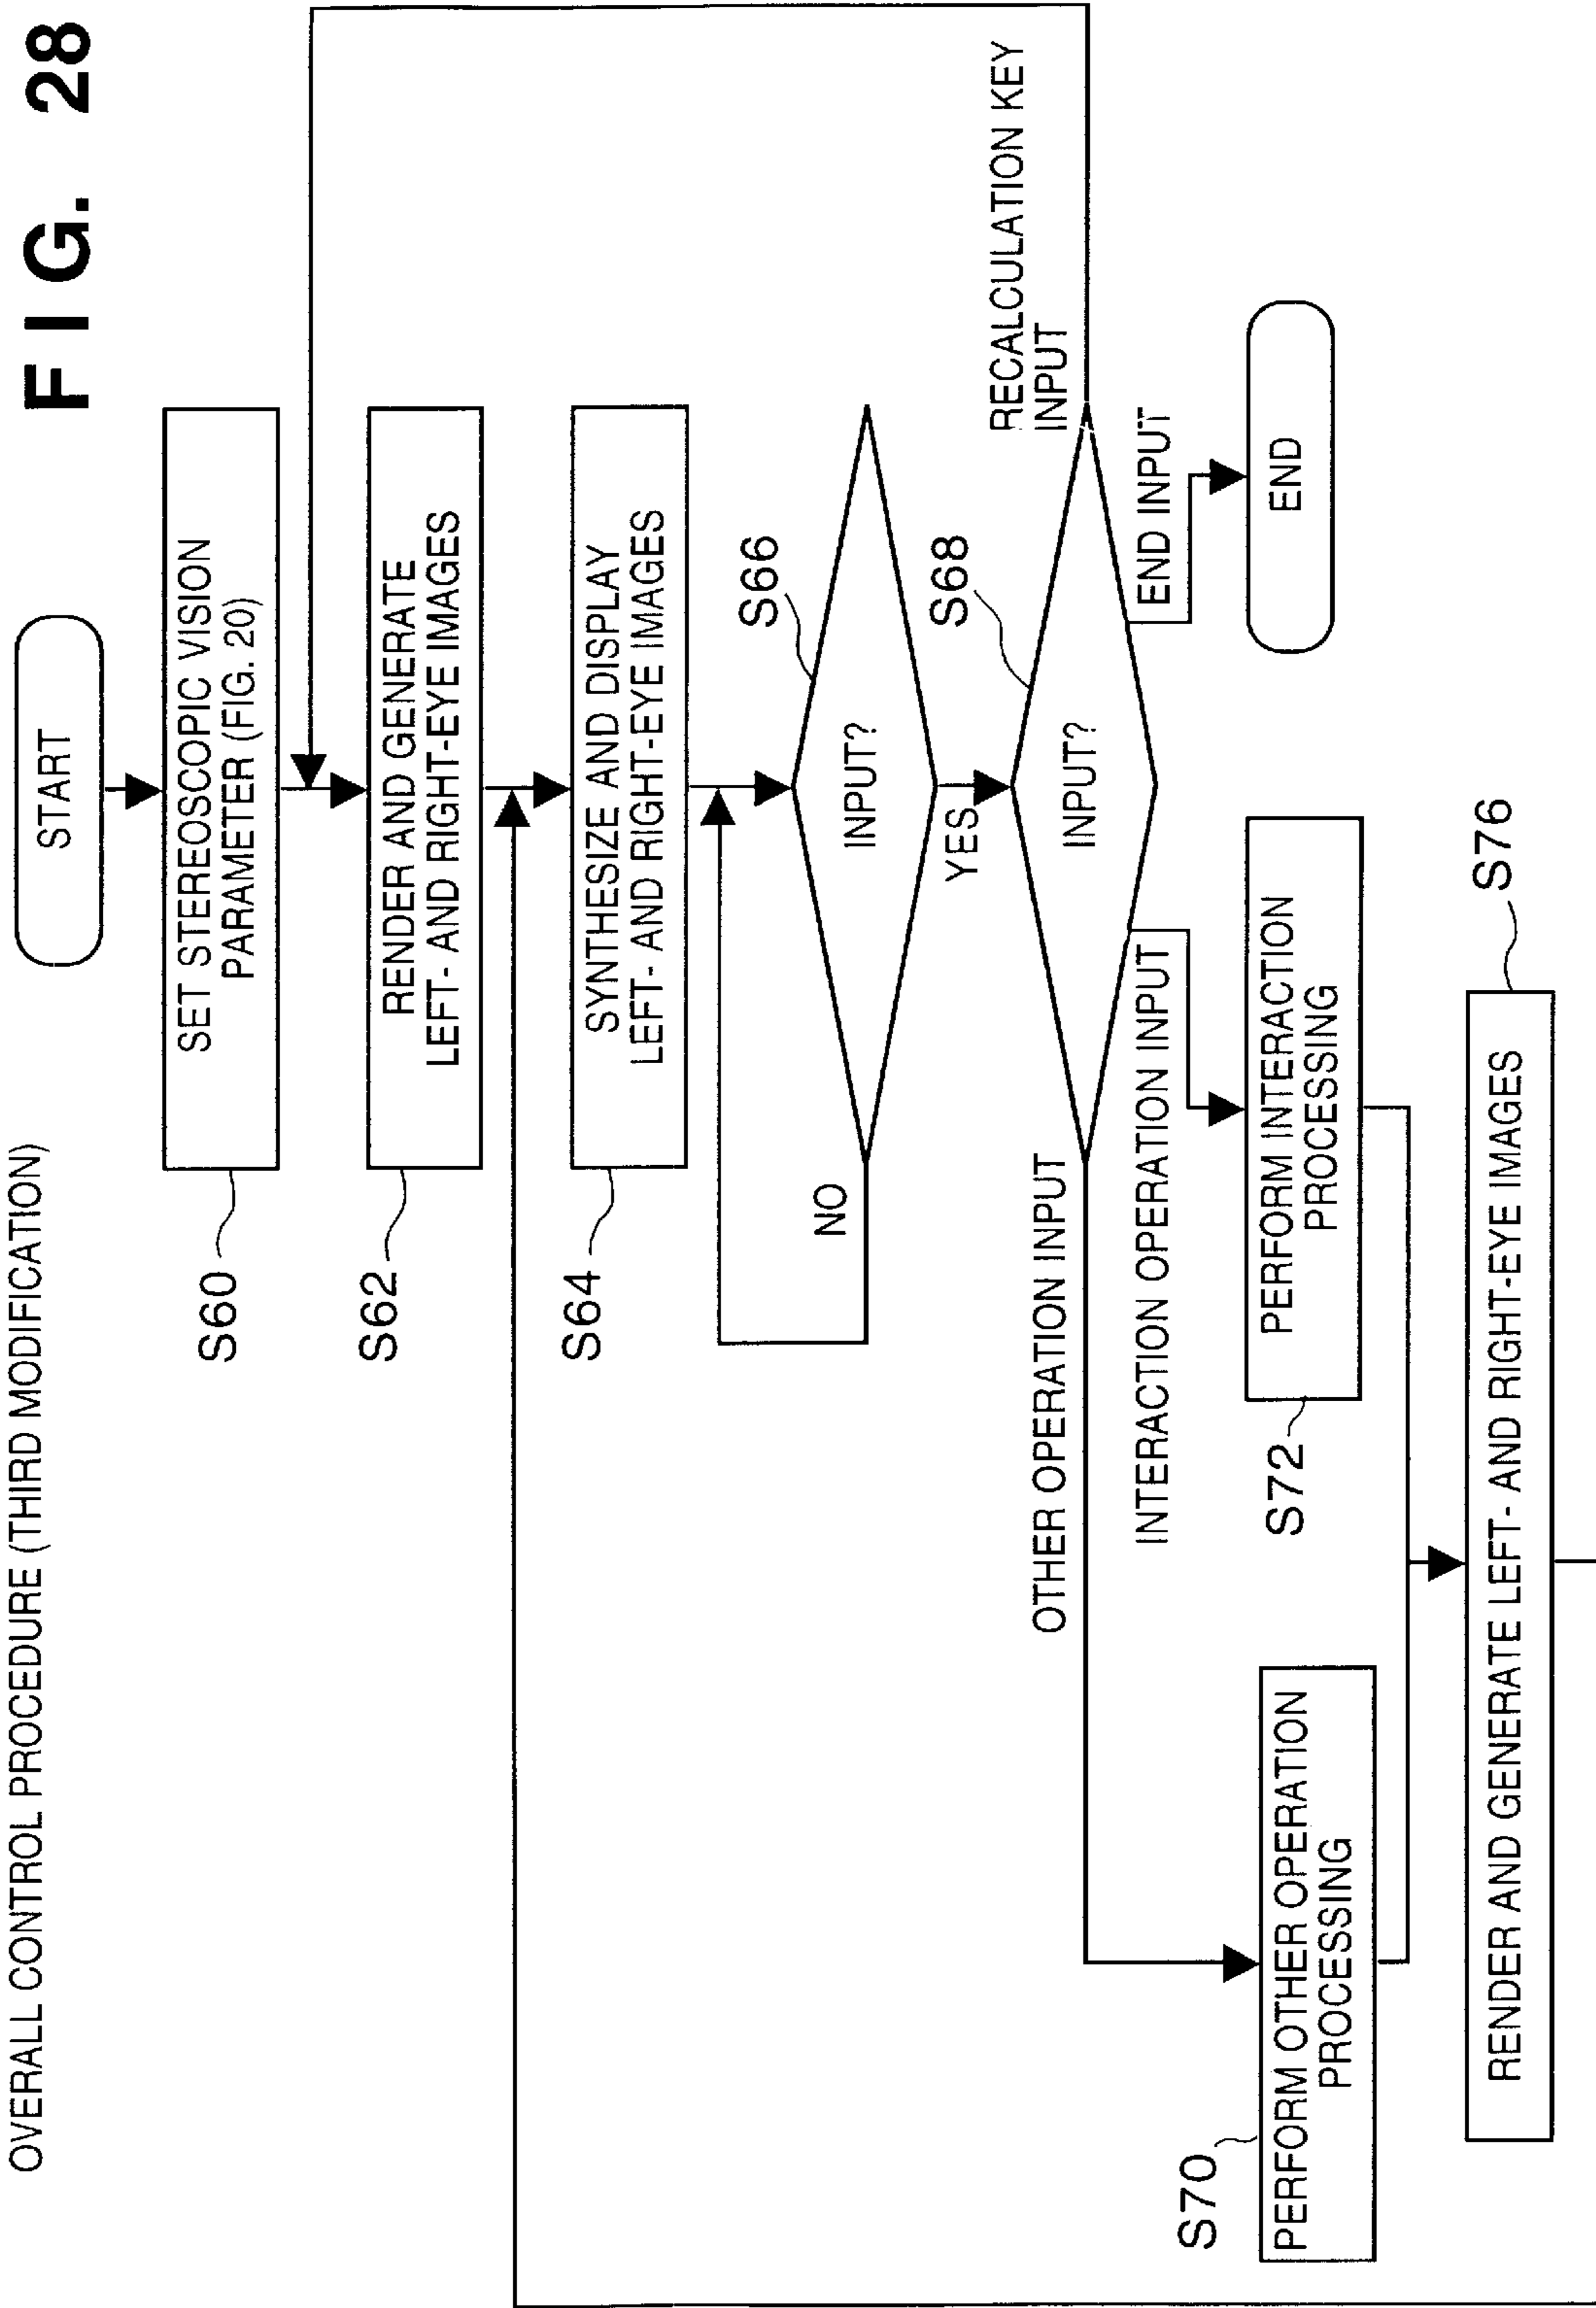 FIG. 28
OVERALL CONTROL PROCEDURE (THIRD MODIFICATION)
START
S60
SET STEREOSCOPIC VISION
PARAMETER (FIG. 20)
S62
RENDER AND GENERATE
LEFT- AND RIGHT-EYE IMAGES
S64
SYNTHESIZE AND DISPLAY
LEFT- AND RIGHT-EYE IMAGES
S66
INPUT?
NO
YES
S68
INPUT?
RECALCULATION KEY
INPUT
OTHER OPERATION INPUT
INTERACTION OPERATION INPUT
END INPUT
END
S70
PERFORM OTHER OPERATION
PROCESSING
S72
PERFORM INTERACTION
PROCESSING
S76
RENDER AND GENERATE LEFT- AND RIGHT-EYE IMAGES